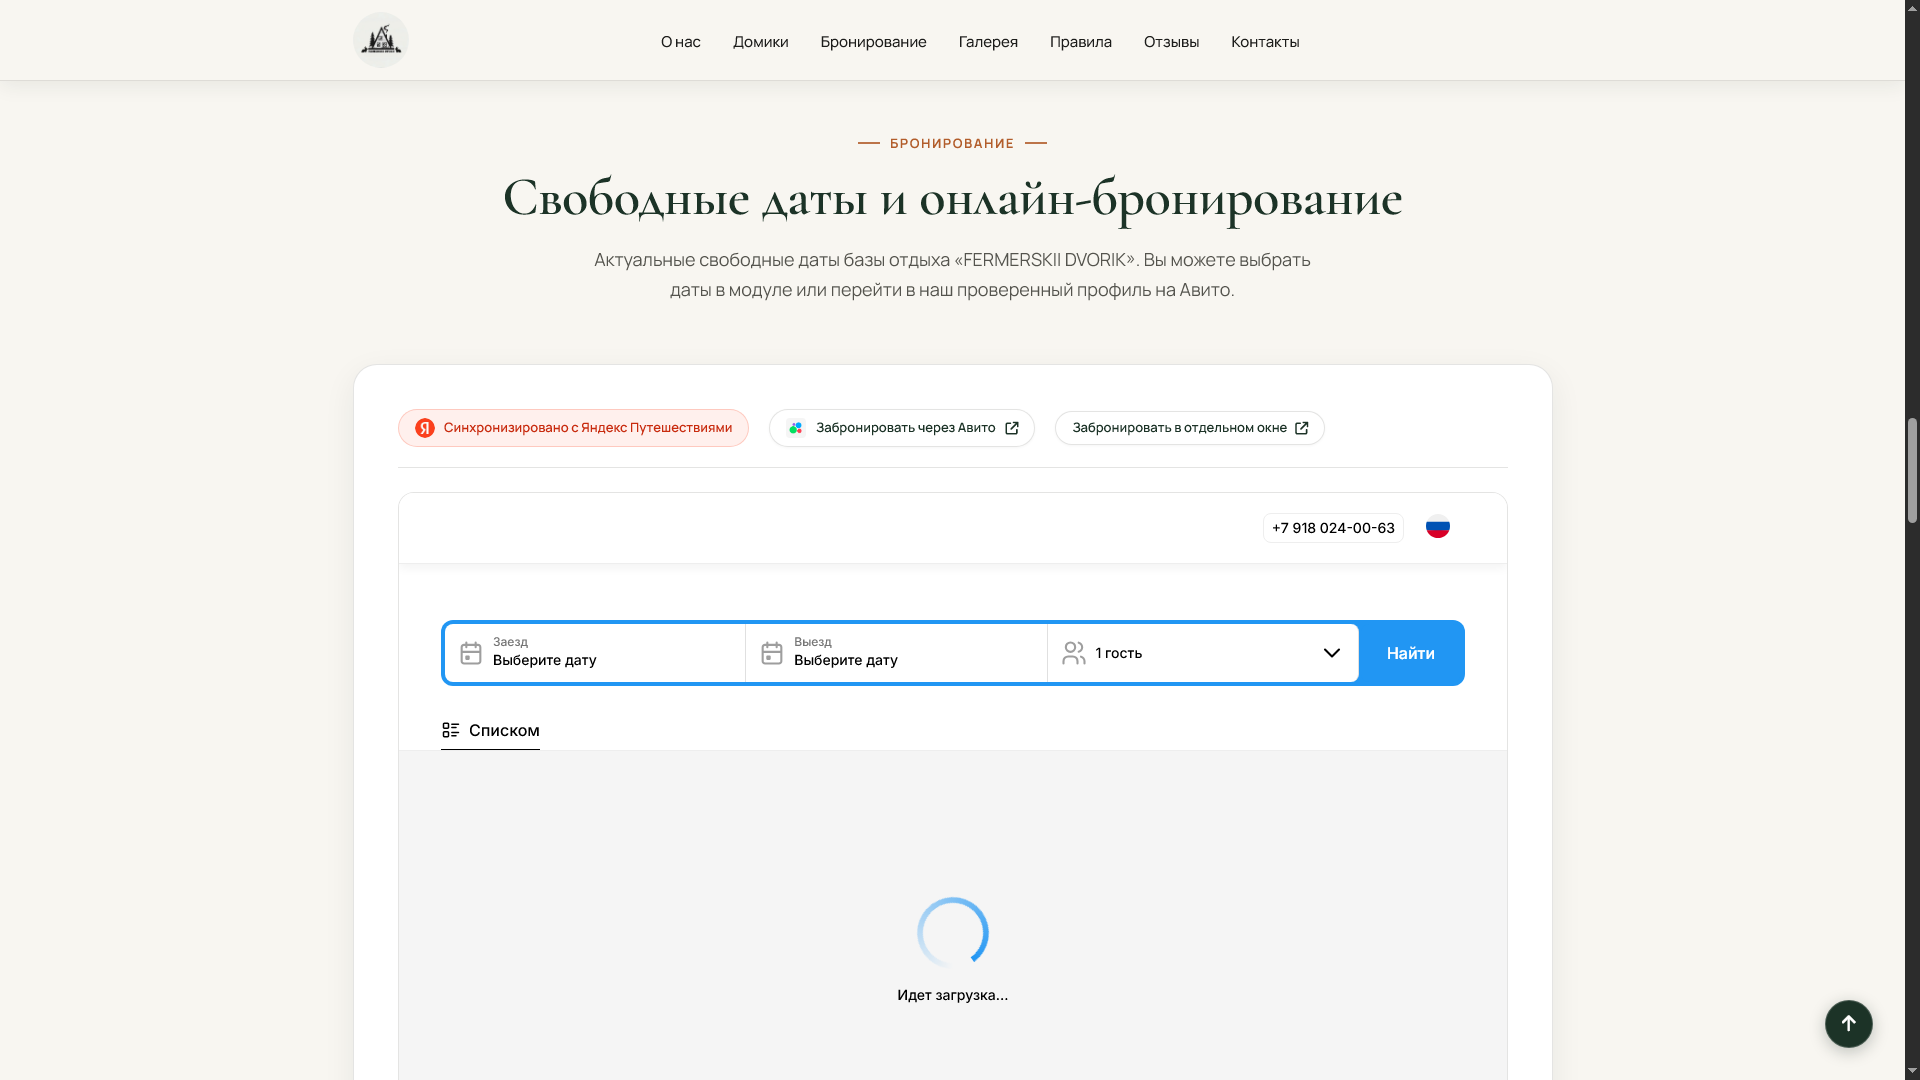 О нас
Домики
Бронирование
Галерея
Правила
Отзывы
Контакты
БРОНИРОВАНИЕ
Свободные даты и онлайн-бронирование
Актуальные свободные даты базы отдыха «FERMERSKII DVORIK». Вы можете выбрать
даты в модуле или перейти в наш проверенный профиль на Авито.
Я Синхронизировано с Яндекс Путешествиями
Забронировать через Авито
Забронировать в отдельном окне
+7 918 024-00-63
Заезд
Выберите дату
Выезд
Выберите дату
1 гость
Найти
Списком
Идет загрузка...